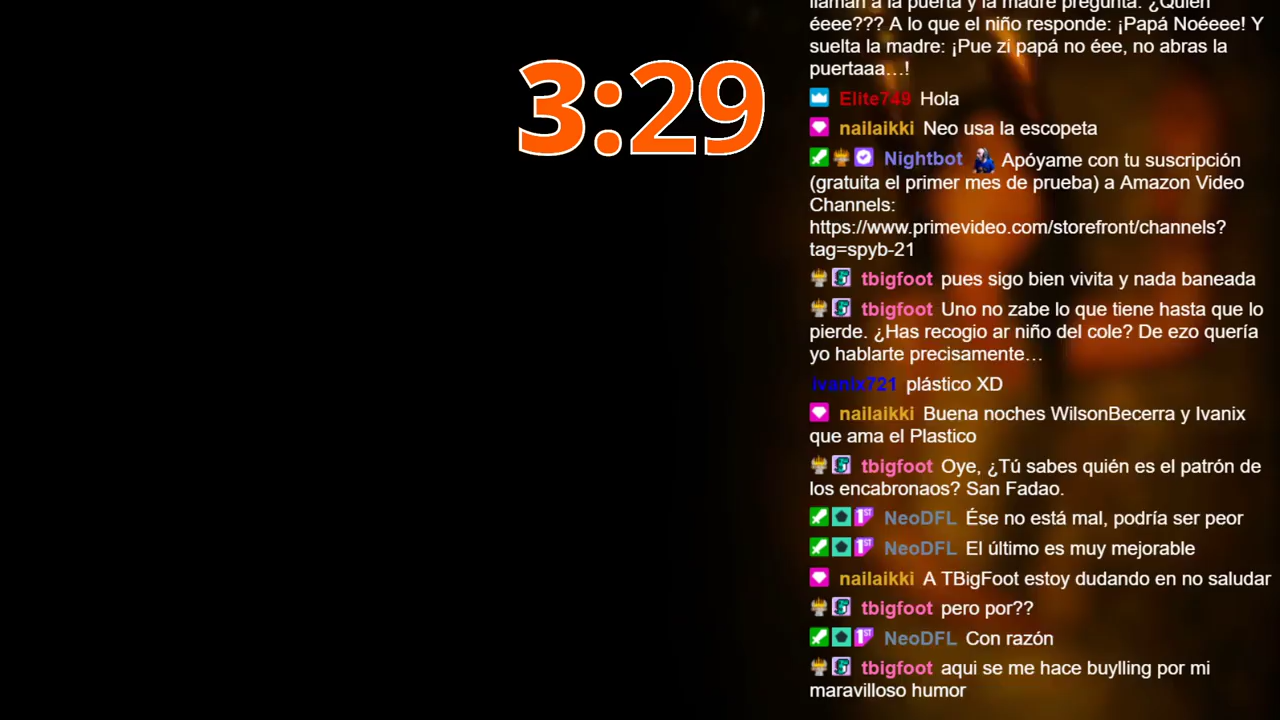 llaman a la puerta y la madre pregunta: ¿Quién
éeee??? A lo que el niño responde: ¡Papá Noéeee! Y
suelta la madre: ¡Pue zi papá no éee, no abras la
puertaaa…!
3:29
Elite749 Hola
nailaikki Neo usa la escopeta
Nightbot Apóyame con tu suscripción
(gratuita el primer mes de prueba) a Amazon Video
Channels:
https://www.primevideo.com/storefront/channels?
tag=spyb-21
tbigfoot pues sigo bien vivita y nada baneada
tbigfoot Uno no zabe lo que tiene hasta que lo
pierde. ¿Has recogio ar niño del cole? De ezo quería
yo hablarte precisamente…
ivanix721 plástico XD
nailaikki Buena noches WilsonBecerra y Ivanix
que ama el Plastico
tbigfoot Oye, ¿Tú sabes quién es el patrón de
los encabronaos? San Fadao.
NeoDFL Ése no está mal, podría ser peor
NeoDFL El último es muy mejorable
nailaikki A TBigFoot estoy dudando en no saludar
tbigfoot pero por??
NeoDFL Con razón
tbigfoot aqui se me hace buylling por mi
maravilloso humor